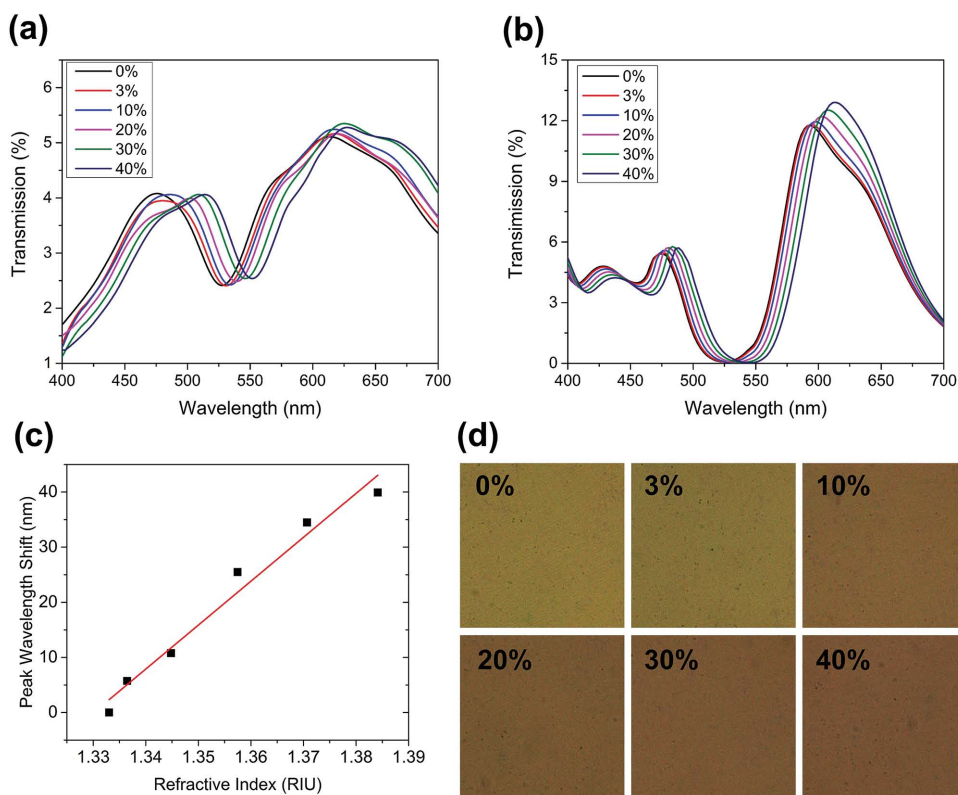 (a)
6
5
4
3
2
1
Transmission (%)
0%
3%
10%
20%
30%
40%
400 450 500 550 600 650 700
Wavelength (nm)
(b)
15
12
9
6
3
0
Transimission (%)
0%
3%
10%
20%
30%
40%
400 450 500 550 600 650 700
Wavelength (nm)
(c)
40
30
20
10
0
Peak Wavelength Shift (nm)
1.33 1.34 1.35 1.36 1.37 1.38 1.39
Refractive Index (RIU)
(d)
0% 3% 10%
20% 30% 40%